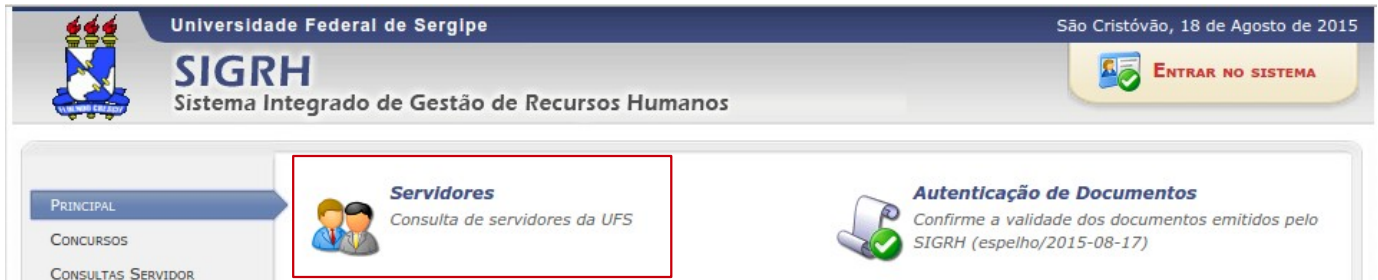 Universidade Federal de Sergipe
São Cristóvão, 18 de Agosto de 2015
SIGRH
Sistema Integrado de Gestão de Recursos Humanos
ENTRAR NO SISTEMA
PRINCIPAL
CONCURSOS
CONSULTAS SERVIDOR
Servidores
Consulta de servidores da UFS
Autenticação de Documentos
Confirme a validade dos documentos emitidos pelo
SIGRH (espelho/2015-08-17)